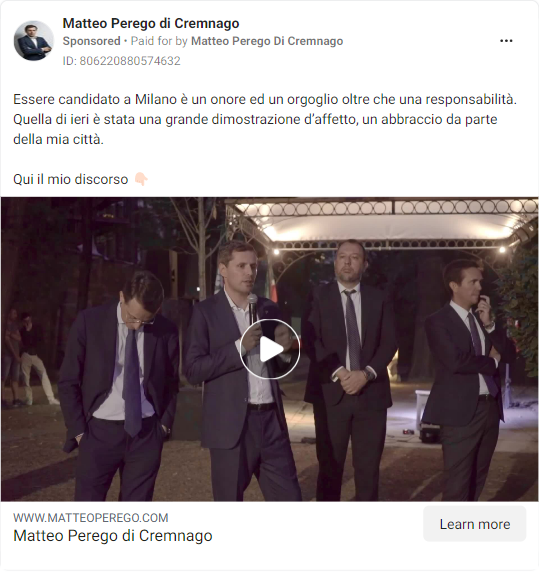 Matteo Perego di Cremnago
Sponsored • Paid for by Matteo Perego Di Cremnago
ID: 806220880574632
Essere candidato a Milano è un onore ed un orgoglio oltre che una responsabilità.
Quella di ieri è stata una grande dimostrazione d’affetto, un abbraccio da parte
della mia città.
Qui il mio discorso 👇🏻
WWW.MATTEOPEREGO.COM
Matteo Perego di Cremnago
Learn more